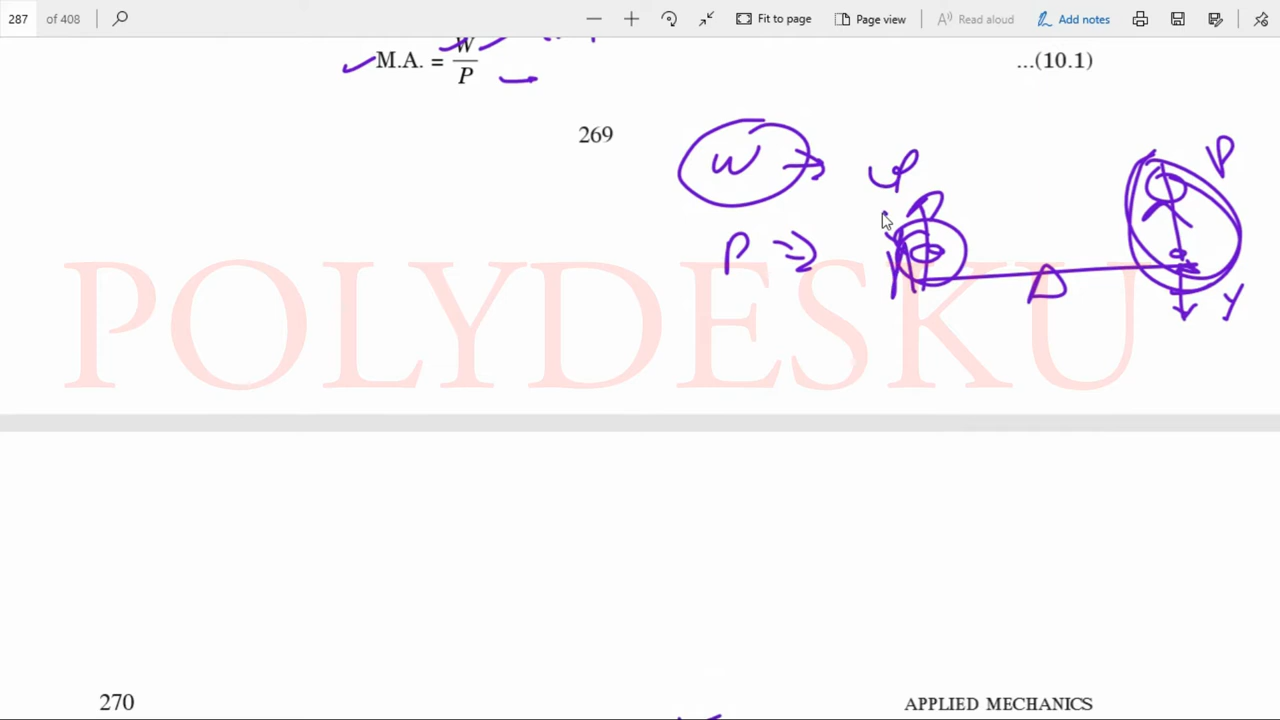 287 of 408 Fit to page Page view Read aloud Add notes
M.A. = W/P ...(10.1)
269
W
P
P
Y
POLYDESKU
270 APPLIED MECHANICS